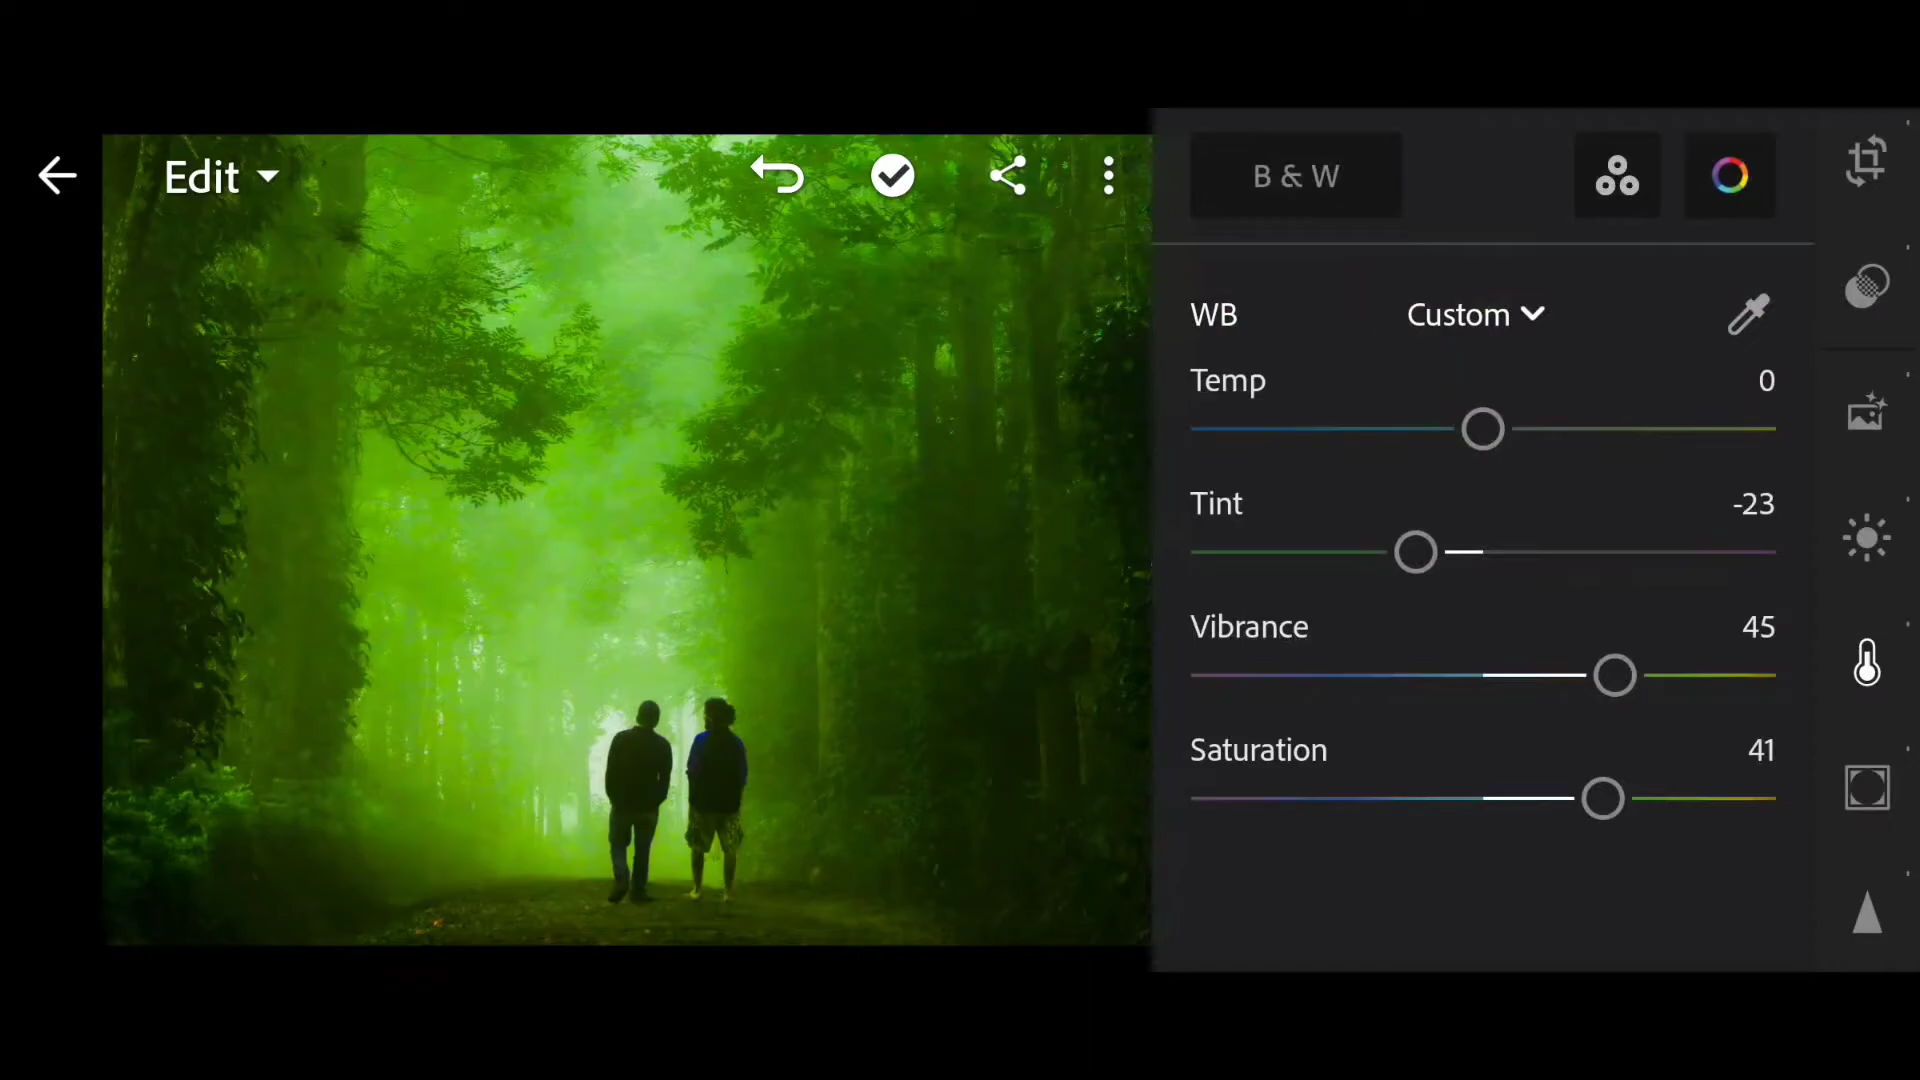 Edit
B & W
WB Custom
Temp 0
Tint -23
Vibrance 45
Saturation 41